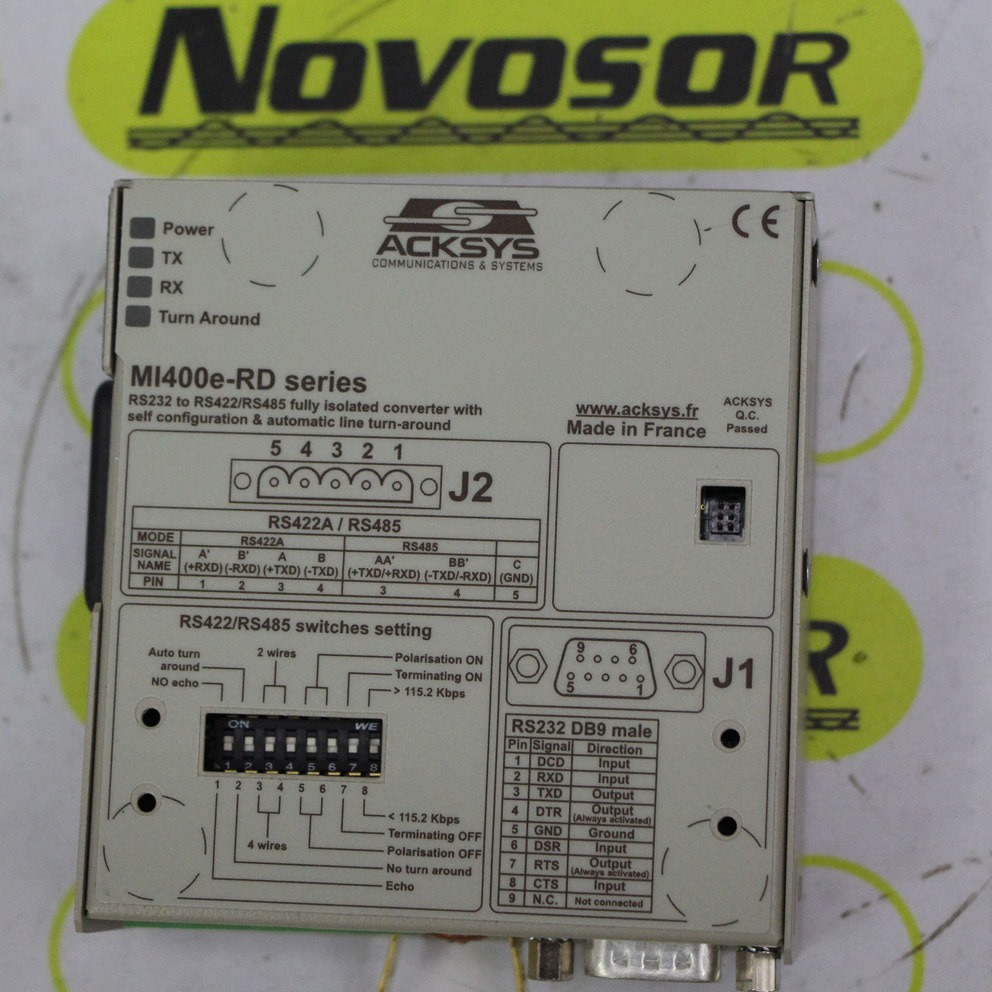 NOVOSOR
Power
TX
RX
Turn Around
ACKSYS
COMMUNICATIONS & SYSTEMS
CE
MI400e-RD series
RS232 to RS422/RS485 fully isolated converter with
self configuration & automatic line turn-around
www.acksys.fr
Made in France
ACKSYS
Q.C.
Passed
5 4 3 2 1
J2
RS422A / RS485
MODE RS422A RS485
SIGNAL NAME A' (+RXD) B' (-RXD) A (+TXD) B (-TXD) AA' (+TXD/+RXD) BB' (-TXD/-RXD) C (GND)
PIN 1 2 3 4 3 4 5
RS422/RS485 switches setting
Auto turn
around
NO echo
2 wires
Polarisation ON
Terminating ON
> 115.2 Kbps
ON WE
1 2 3 4 5 6 7 8
1 2 3 4 5 6 7 8
4 wires
< 115.2 Kbps
Terminating OFF
Polarisation OFF
No turn around
Echo
9 6
5 1
J1
RS232 DB9 male
Pin Signal Direction
1 DCD Input
2 RXD Input
3 TXD Output
4 DTR Output
(Always activated)
5 GND Ground
6 DSR Input
7 RTS Output
(Always activated)
8 CTS Input
9 N.C. Not connected
R